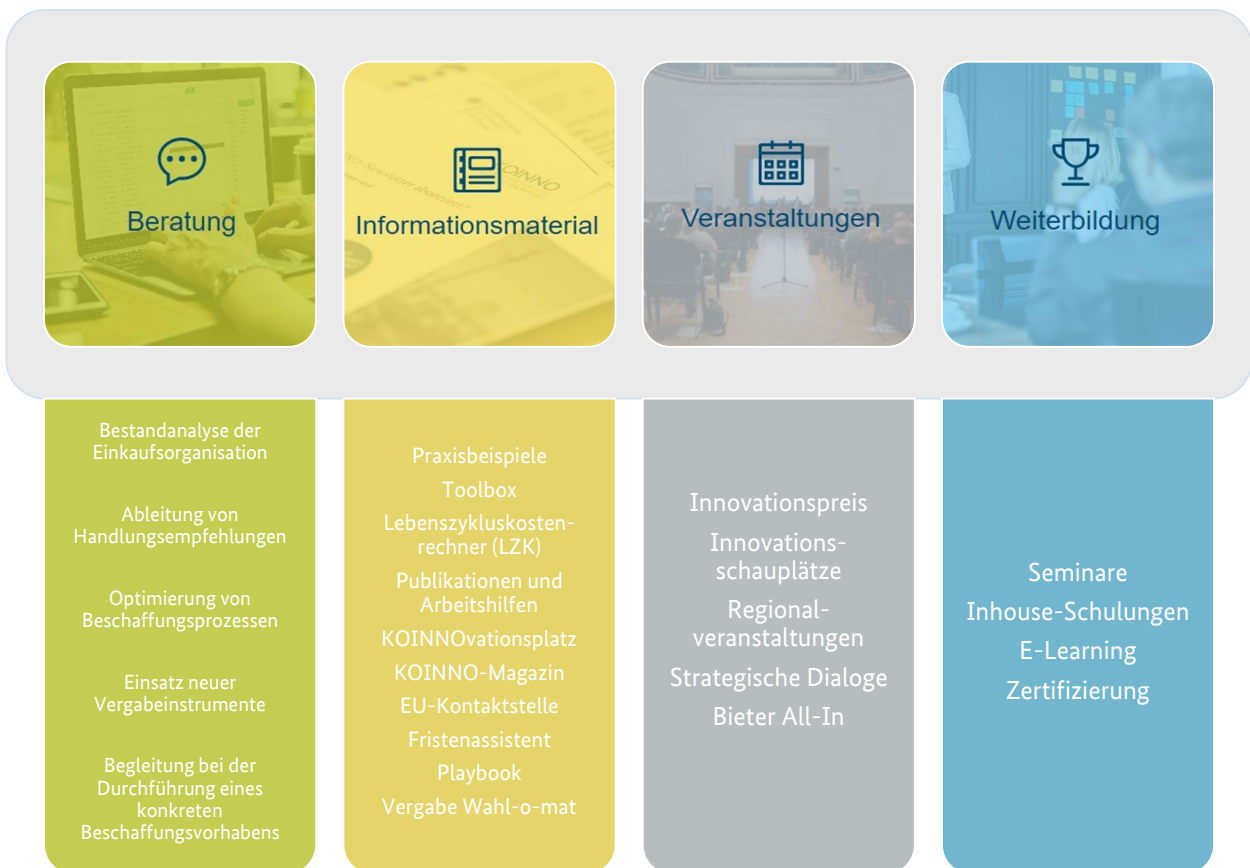 Beratung
Informationsmaterial
Veranstaltungen
Weiterbildung
KOINNO
Bestandanalyse der
Einkaufsorganisation
Ableitung von
Handlungsempfehlungen
Optimierung von
Beschaffungsprozessen
Einsatz neuer
Vergabeinstrumente
Begleitung bei der
Durchführung eines
konkreten
Beschaffungsvorhabens
Praxisbeispiele
Toolbox
Lebenszykluskosten-
rechner (LZK)
Publikationen und
Arbeitshilfen
KOINNOvationsplatz
KOINNO-Magazin
EU-Kontaktstelle
Fristenassistent
Playbook
Vergabe Wahl-o-mat
Innovationspreis
Innovations-
schauplätze
Regional-
veranstaltungen
Strategische Dialoge
Bieter All-In
Seminare
Inhouse-Schulungen
E-Learning
Zertifizierung